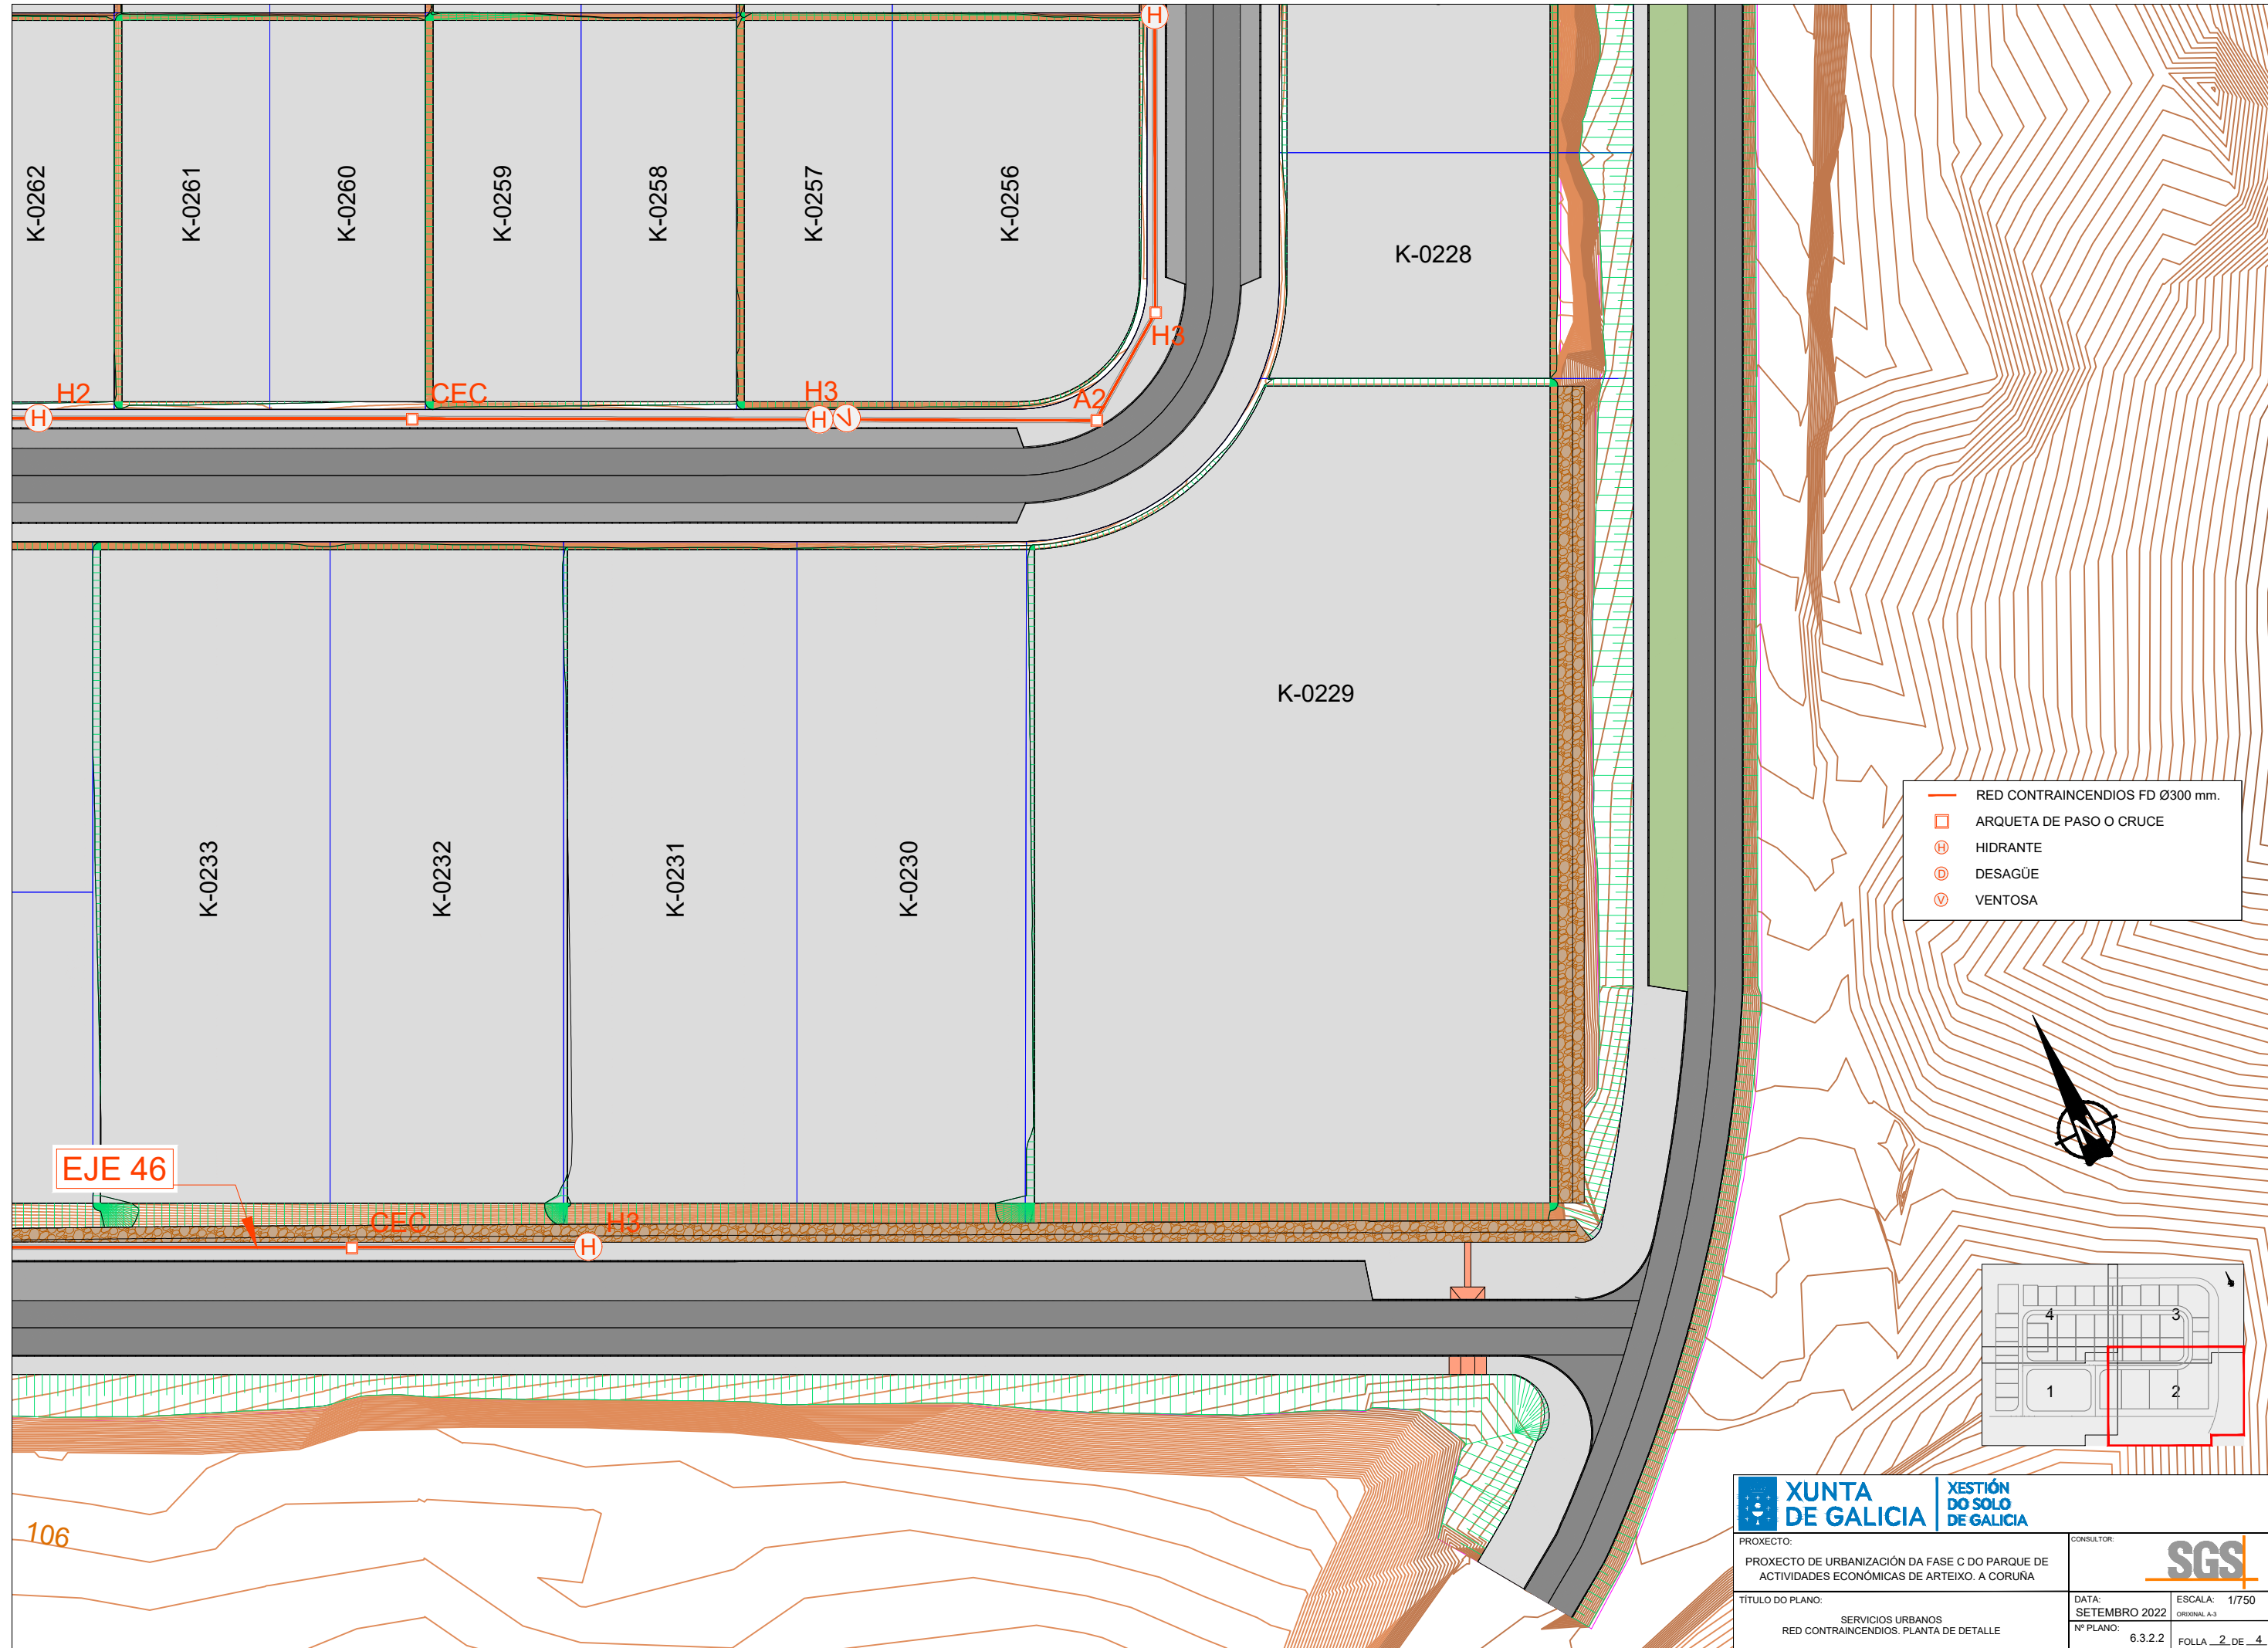 H
K-0262
K-0261
K-0260
K-0259
K-0258
K-0257
K-0256
K-0228
H3
H2
CEC
H3
A2
H
H
V
K-0229
K-0233
K-0232
K-0231
K-0230
RED CONTRAINCENDIOS FD Ø300 mm.
ARQUETA DE PASO O CRUCE
H HIDRANTE
D DESAGÜE
V VENTOSA
N
EJE 46
CEC
H3
H
4
3
1
2
106
XUNTA
DE GALICIA
XESTIÓN
DO SOLO
DE GALICIA
PROXECTO:
PROXECTO DE URBANIZACIÓN DA FASE C DO PARQUE DE
ACTIVIDADES ECONÓMICAS DE ARTEIXO. A CORUÑA
CONSULTOR:
SGS
TÍTULO DO PLANO:
SERVICIOS URBANOS
RED CONTRAINCENDIOS. PLANTA DE DETALLE
DATA:
SETEMBRO 2022
ESCALA: 1/750
ORIXINAL A-3
Nº PLANO:
6.3.2.2
FOLLA 2 DE 4